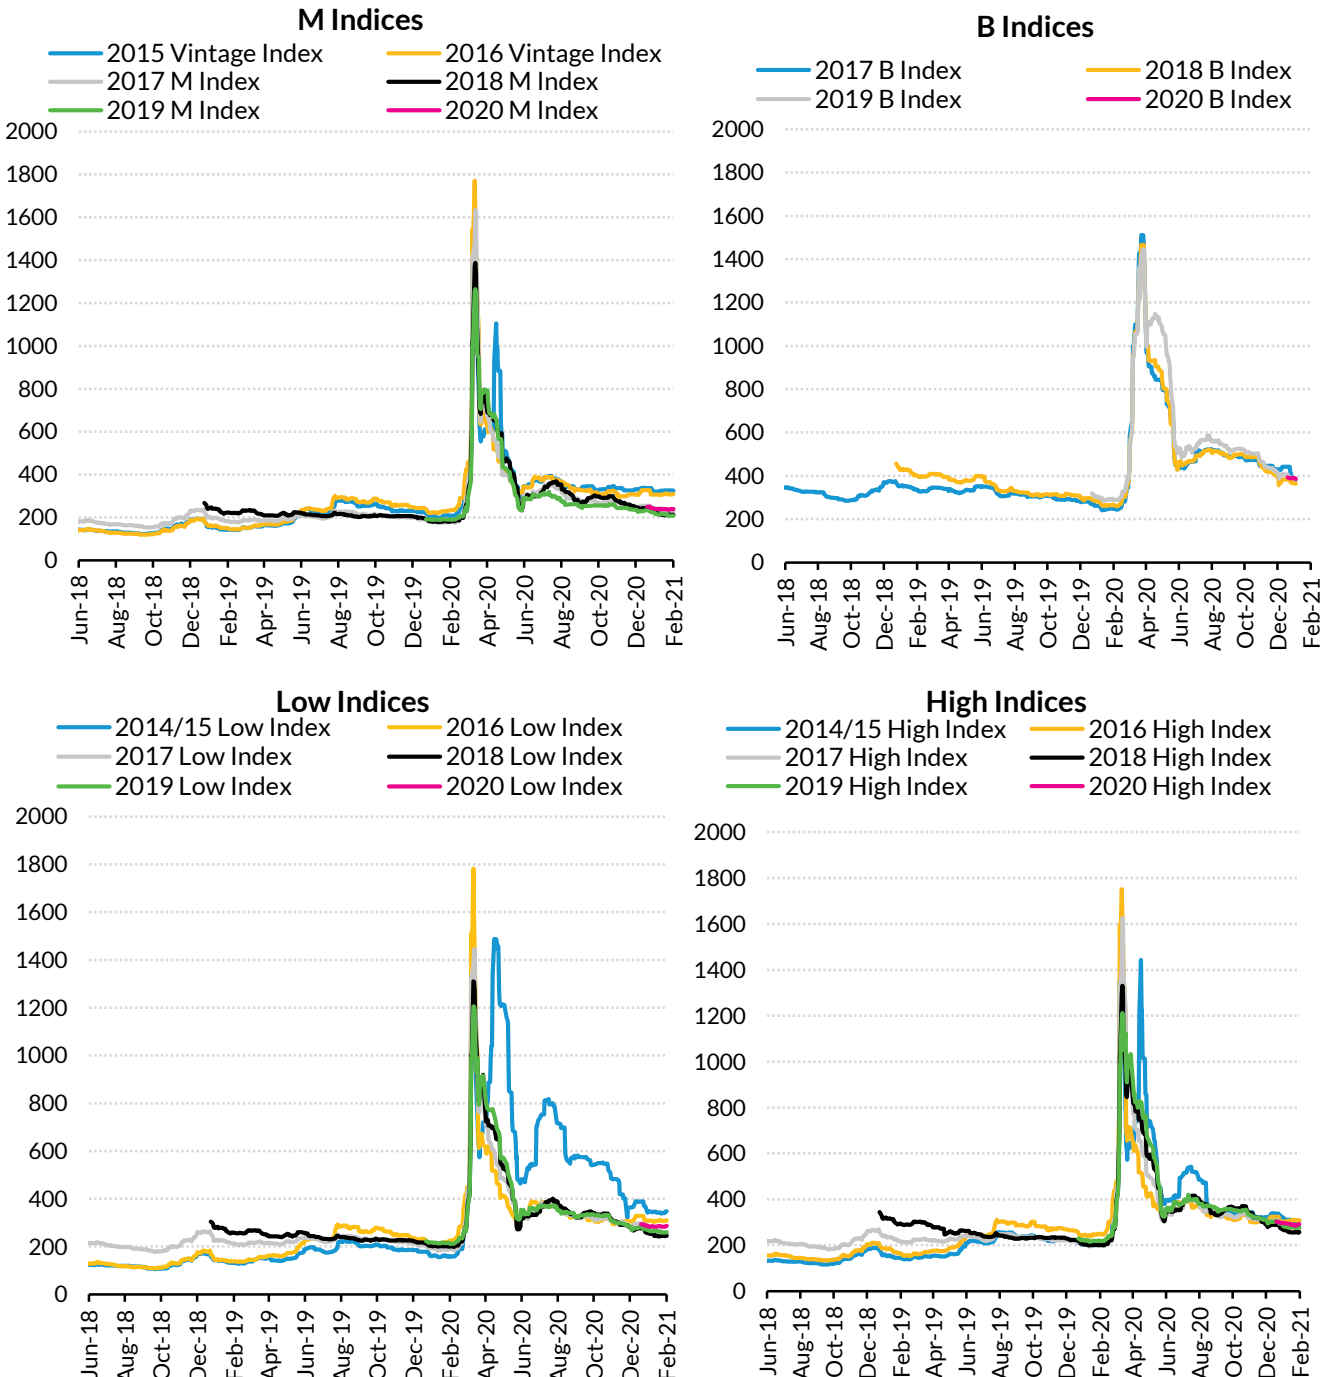 M Indices
2015 Vintage Index 2016 Vintage Index
2017 M Index 2018 M Index
2019 M Index 2020 M Index
2000
1800
1600
1400
1200
1000
800
600
400
200
0
Jun-18 Aug-18 Oct-18 Dec-18 Feb-19 Apr-19 Jun-19 Aug-19 Oct-19 Dec-19 Feb-20 Apr-20 Jun-20 Aug-20 Oct-20 Dec-20 Feb-21
B Indices
2017 B Index 2018 B Index
2019 B Index 2020 B Index
2000
1800
1600
1400
1200
1000
800
600
400
200
0
Jun-18 Aug-18 Oct-18 Dec-18 Feb-19 Apr-19 Jun-19 Aug-19 Oct-19 Dec-19 Feb-20 Apr-20 Jun-20 Aug-20 Oct-20 Dec-20 Feb-21
Low Indices
2014/15 Low Index 2016 Low Index
2017 Low Index 2018 Low Index
2019 Low Index 2020 Low Index
2000
1800
1600
1400
1200
1000
800
600
400
200
0
Jun-18 Aug-18 Oct-18 Dec-18 Feb-19 Apr-19 Jun-19 Aug-19 Oct-19 Dec-19 Feb-20 Apr-20 Jun-20 Aug-20 Oct-20 Dec-20 Feb-21
High Indices
2014/15 High Index 2016 High Index
2017 High Index 2018 High Index
2019 High Index 2020 High Index
2000
1800
1600
1400
1200
1000
800
600
400
200
0
Jun-18 Aug-18 Oct-18 Dec-18 Feb-19 Apr-19 Jun-19 Aug-19 Oct-19 Dec-19 Feb-20 Apr-20 Jun-20 Aug-20 Oct-20 Dec-20 Feb-21